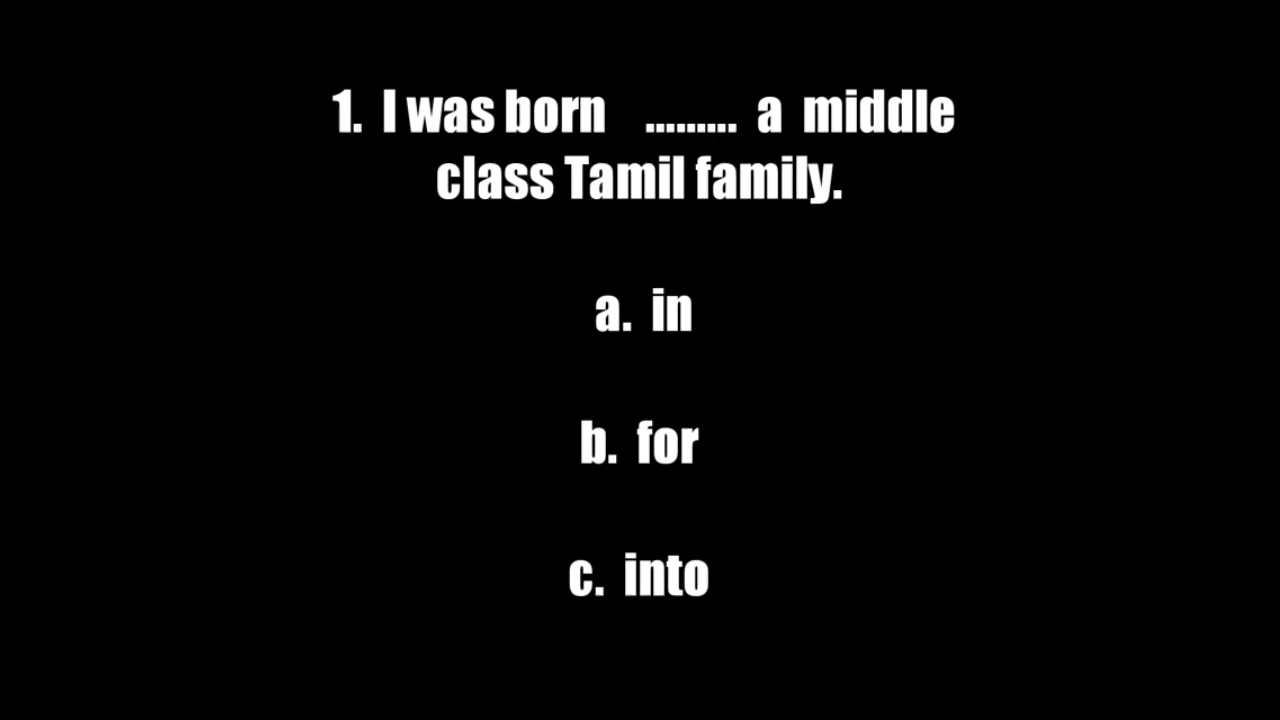 1. I was born ......... a middle
class Tamil family.
a. in
b. for
c. into